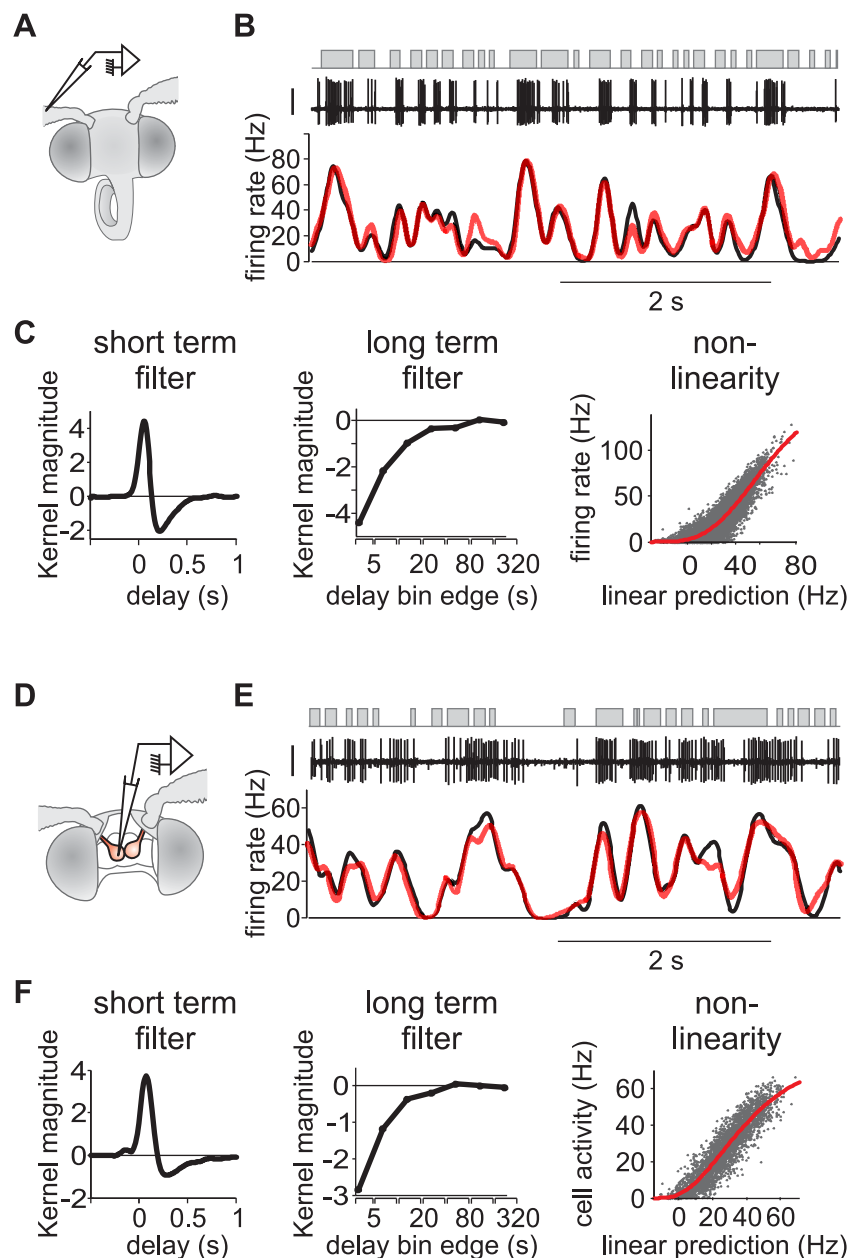 A
B
firing rate (Hz)
80
60
40
20
0
2 s
C
short term
filter
Kernel magnitude
4
2
0
-2
0
0.5
1
delay (s)
long term
filter
Kernel magnitude
0
-2
-4
5
20
80
320
delay bin edge (s)
non-
linearity
firing rate (Hz)
100
50
0
0
40
80
linear prediction (Hz)
D
E
firing rate (Hz)
60
40
20
0
2 s
F
short term
filter
Kernel magnitude
4
2
0
-2
0
0.5
1
delay (s)
long term
filter
Kernel magnitude
0
-1
-2
-3
5
20
80
320
delay bin edge (s)
non-
linearity
cell activity (Hz)
60
40
20
0
0
20
40
60
linear prediction (Hz)